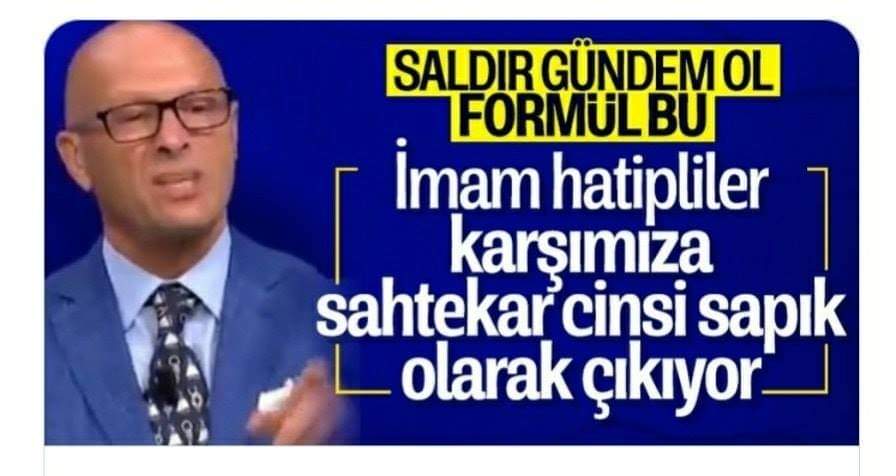 SALDIR GÜNDEM OL
FORMÜL BU
İmam hatipliler
karşımıza
sahtekar cinsi sapık
olarak çıkıyor